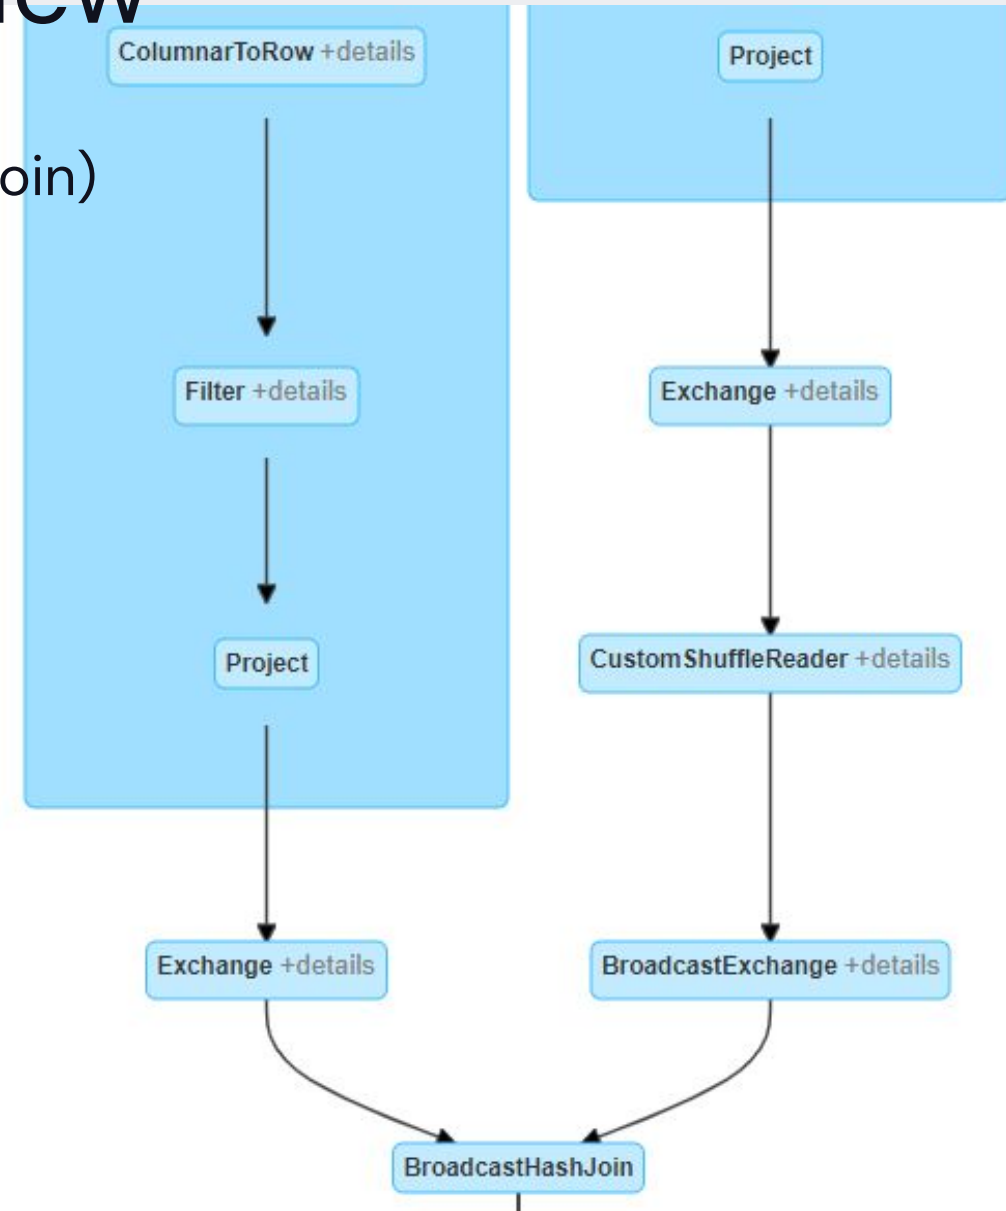 oin)
ColumnarToRow +details
Filter +details
Project
Exchange +details
Project
Exchange +details
CustomShuffleReader +details
BroadcastExchange +details
BroadcastHashJoin